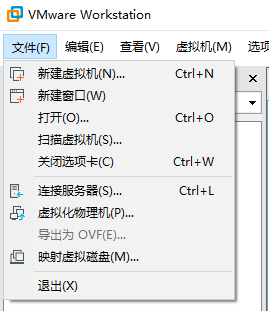 VMware Workstation
文件(F) 编辑(E) 查看(V) 虚拟机(M) 选项
新建虚拟机(N)... Ctrl+N
新建窗口(W)
打开(O)... Ctrl+O
扫描虚拟机(S)...
关闭选项卡(C) Ctrl+W
连接服务器(S)... Ctrl+L
虚拟化物理机(P)...
导出为 OVF(E)...
映射虚拟磁盘(M)...
退出(X)